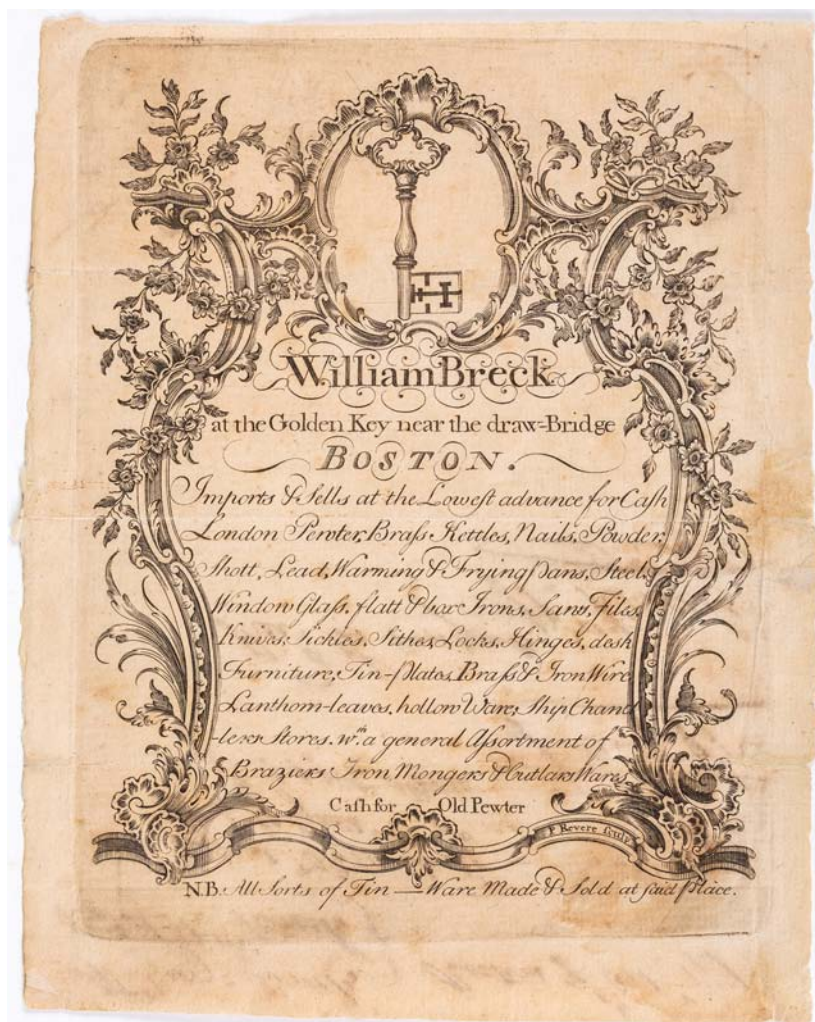 William Breck
at the Golden Key near the draw-Bridge
BOSTON.
Imports & Sells at the Lowest advance for Caſh
London Pewter, Braſs Kettles, Nails, Powder,
Shott, Lead, Warming & Frying pans, Steel,
Window Glaſs, flatt & box Irons, Saws, Files,
Knives, Sickles, Sithes, Locks, Hinges, desk
Furniture, Tin-plates, Braſs & Iron Wire
Lanthorn-leaves, hollow Ware, Ship Chand
-lers Stores. wth. a general Aſsortment of
Braziers Iron Mongers & Cutlars Wares
Caſh for Old Pewter
P Revere sculp
N.B. All Sorts of Tin — Ware Made & Sold at ſaid place.